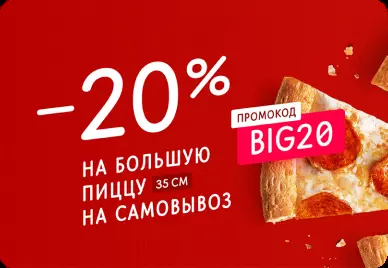 −20%
НА БОЛЬШУЮ
ПИЦЦУ 35 СМ
НА САМОВЫВОЗ
ПРОМОКОД
BIG20